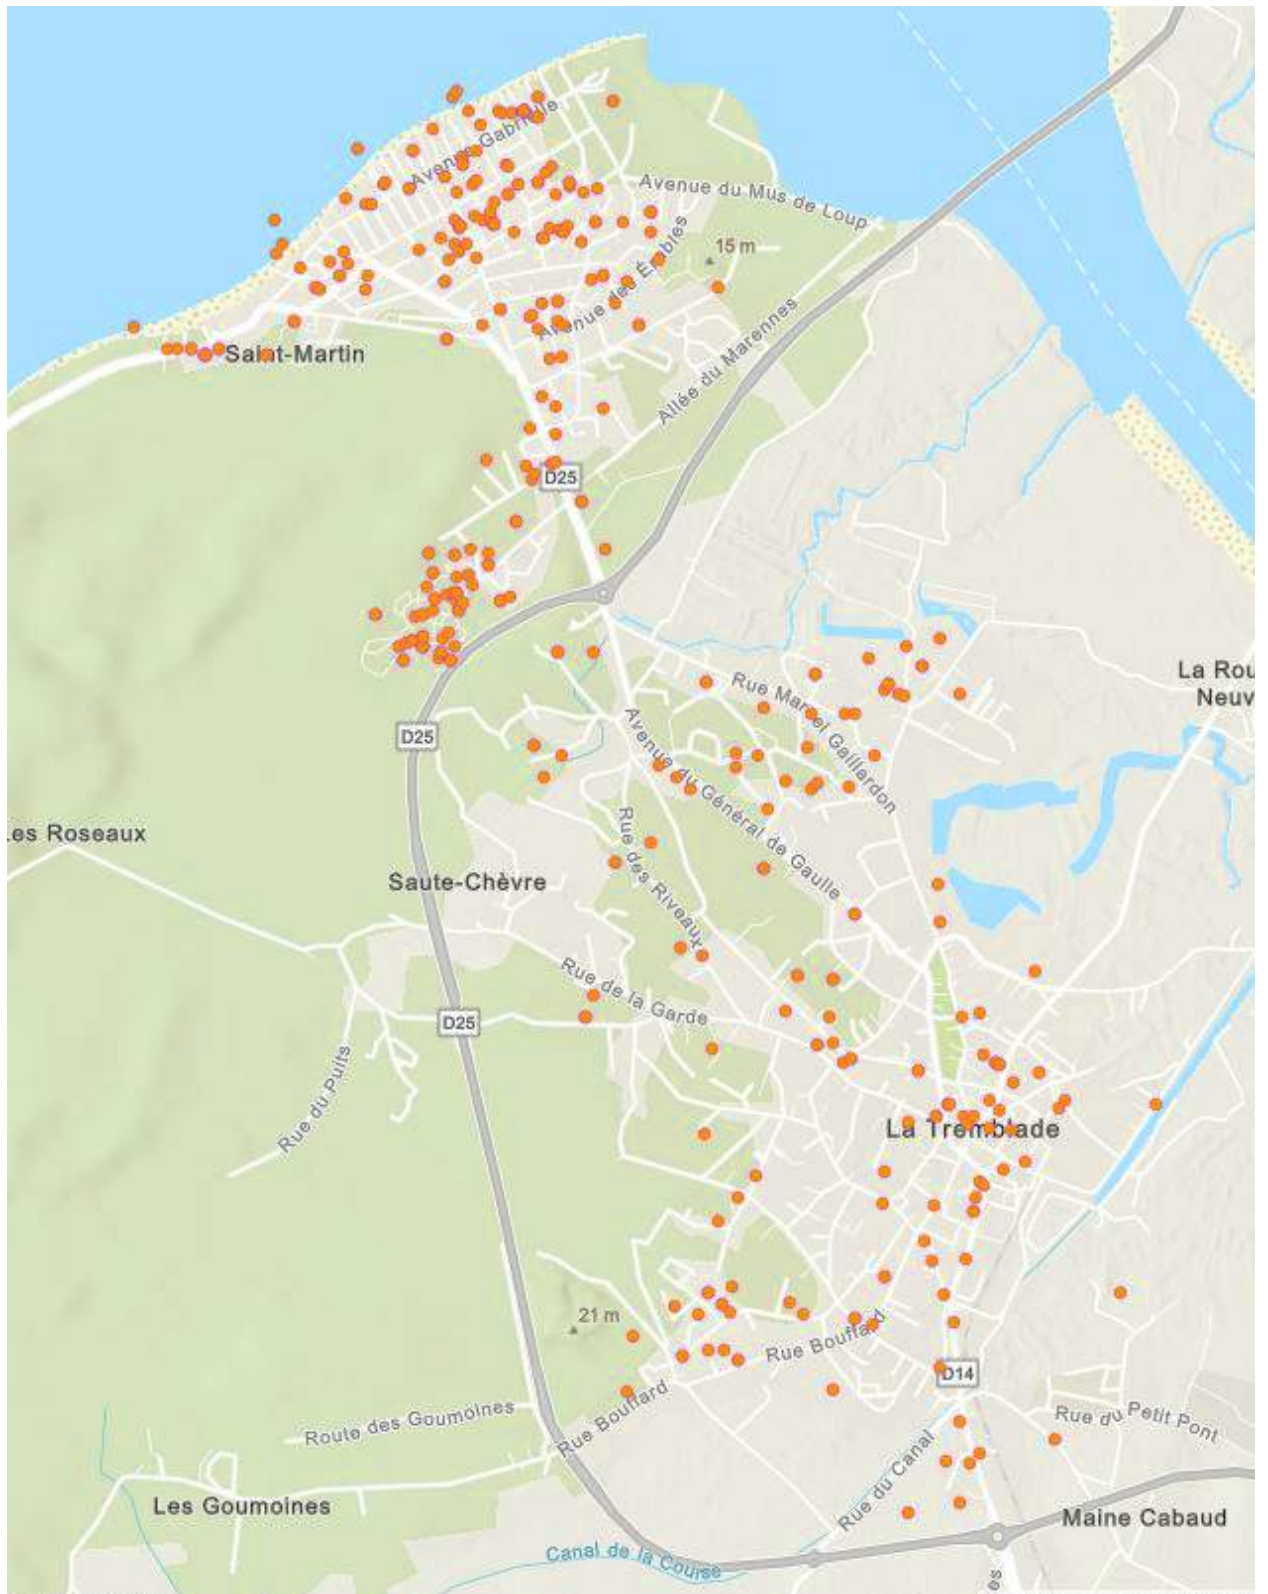 Avenue Gabrielle
Avenue du Mus de Loup
15 m
Avenue des Érables
Allée du Marennes
Saint-Martin
D25
La Rou
Neuv
Rue Marcel Gaillardon
D25
Avenue du Général de Gaulle
Rue des Riveaux
Les Roseaux
Saute-Chèvre
Rue de la Garde
D25
Rue du Puits
La Tremblade
21 m
Rue Bouffard
D14
Rue Bouffard
Route des Goumoines
Rue du Petit Pont
Rue du Canal
Les Goumoines
Maine Cabaud
Canal de la Course
es